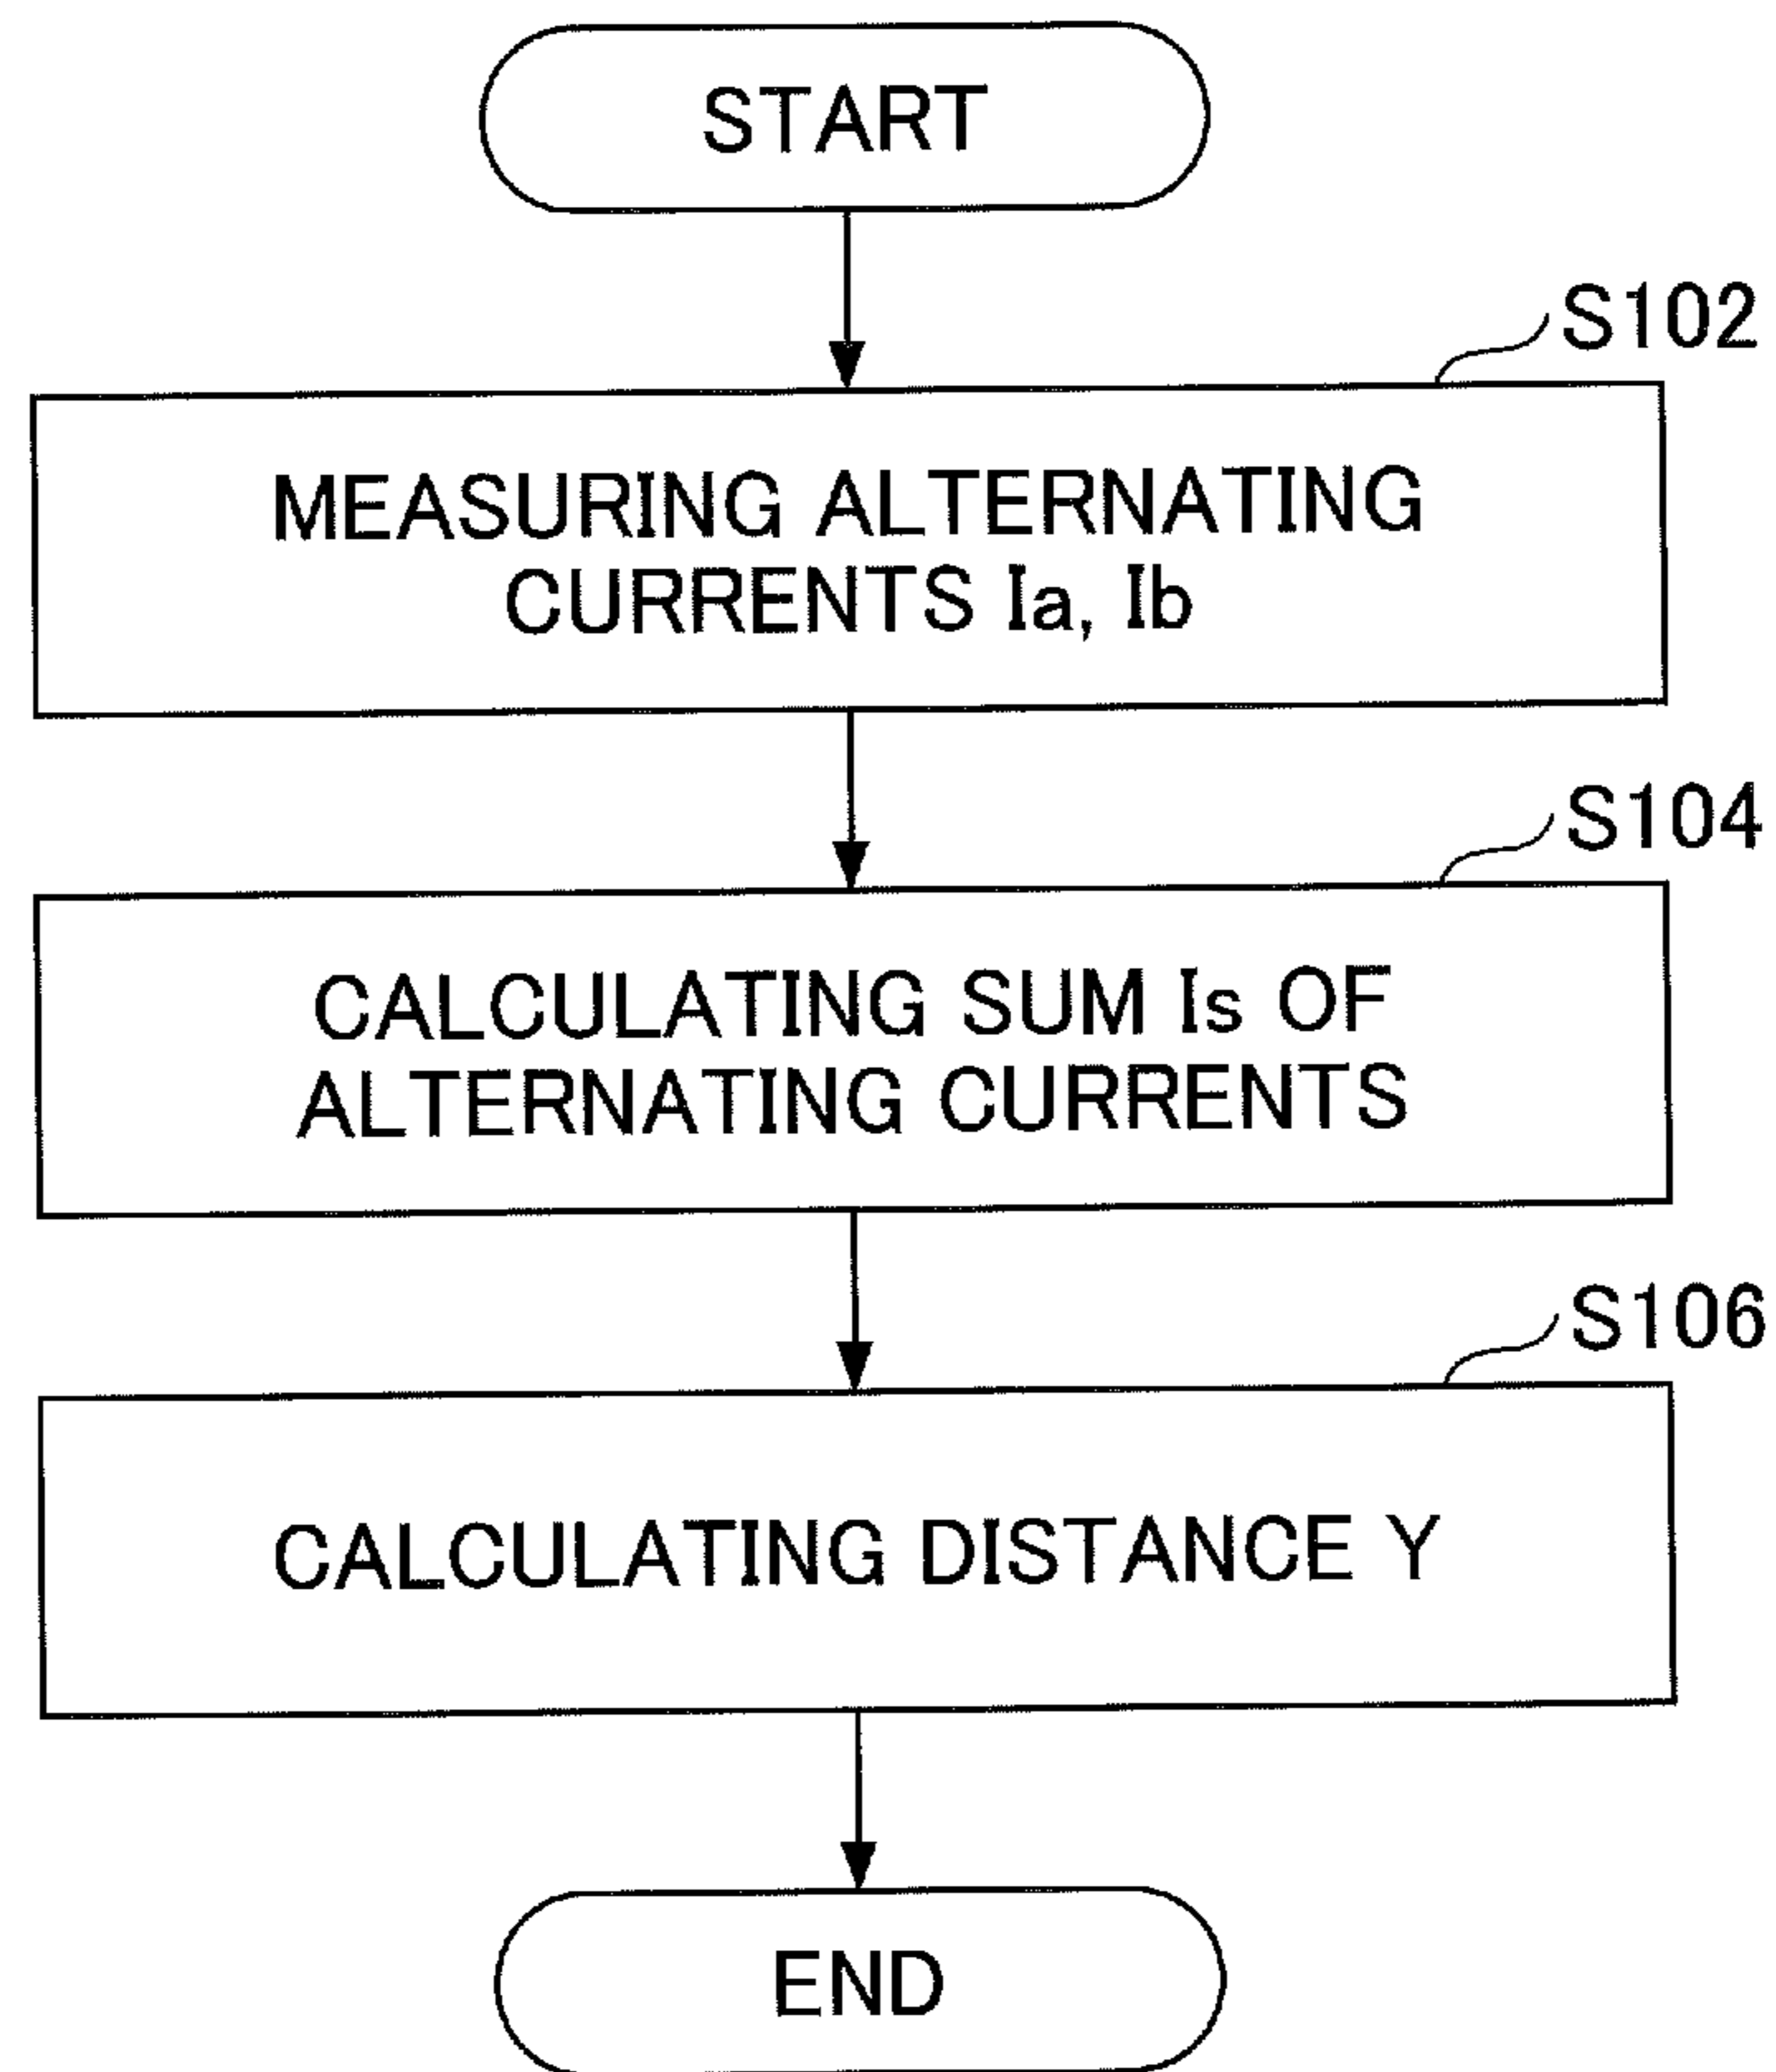 START
S102
MEASURING ALTERNATING
CURRENTS Ia, Ib
S104
CALCULATING SUM Is OF
ALTERNATING CURRENTS
S106
CALCULATING DISTANCE Y
END